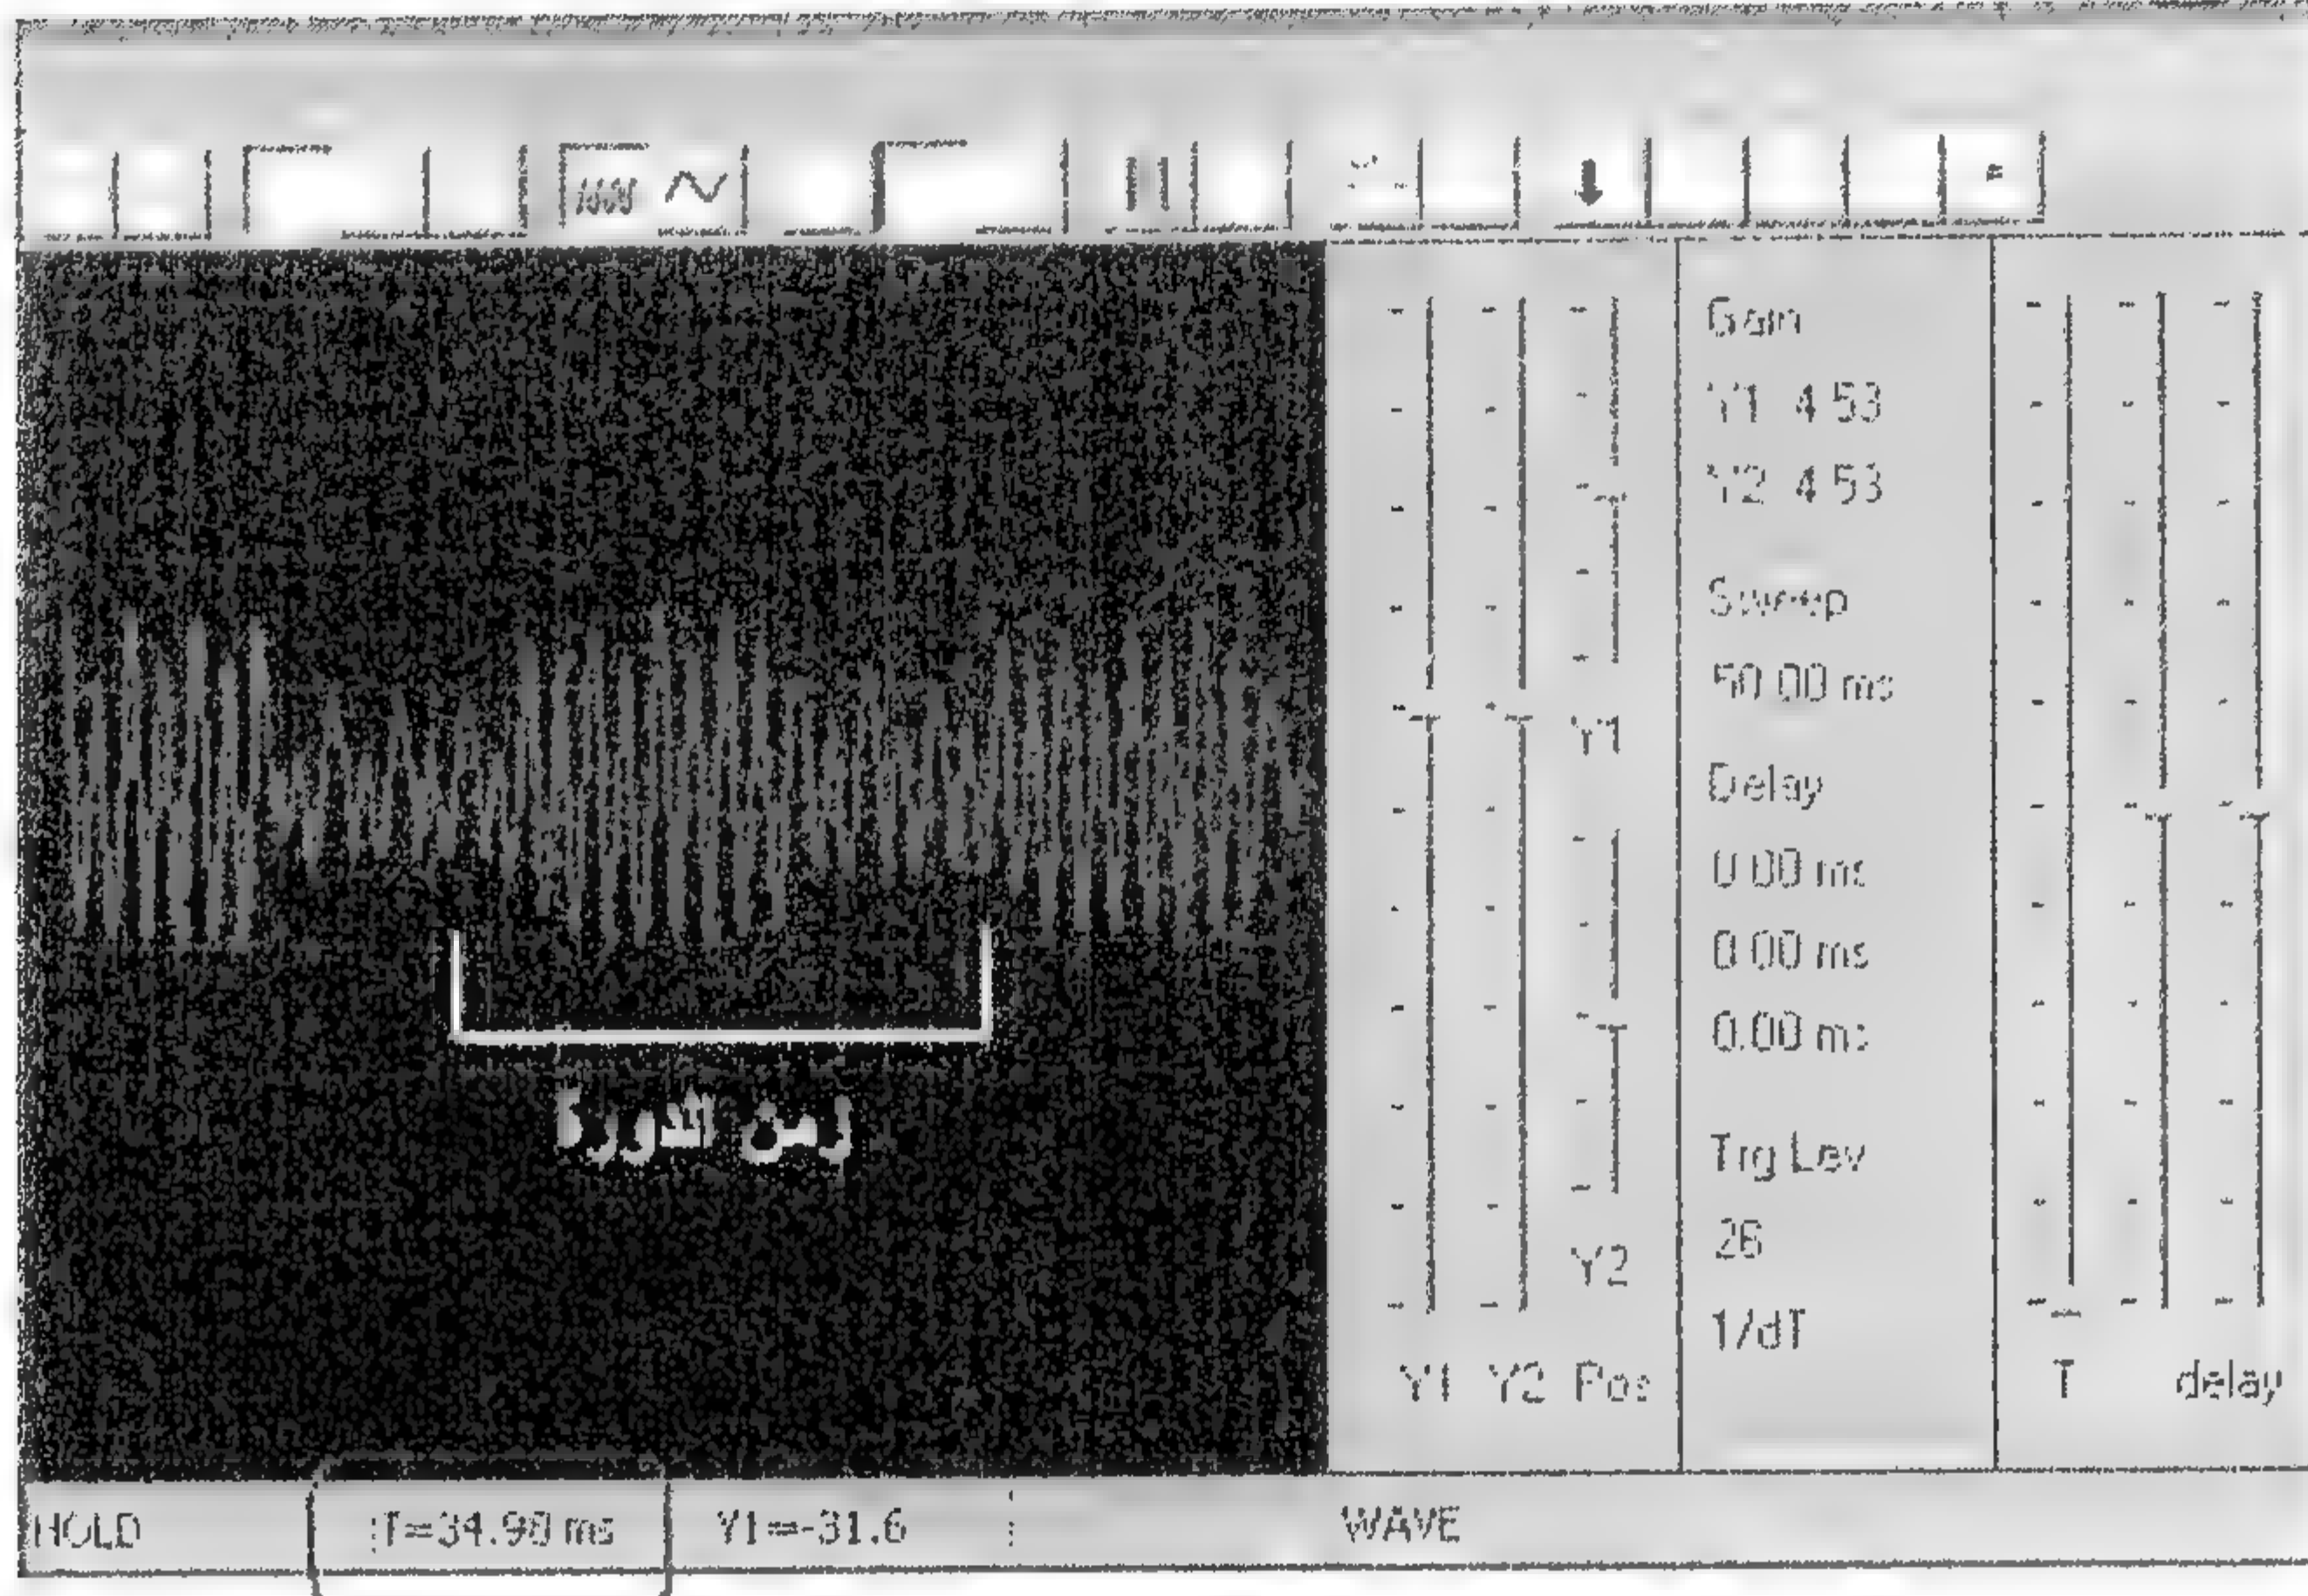 Gain
Y1 4.53
Y2 4.53
Sweep
50.00 ms
Y1
Delay
0.00 ms
0.00 ms
0.00 ms
زمن الدورة
Trg Lev
26
Y2
1/dT
Y1 Y2 Pos
T delay
HOLD T=34.98 ms Y1=-31.6 WAVE